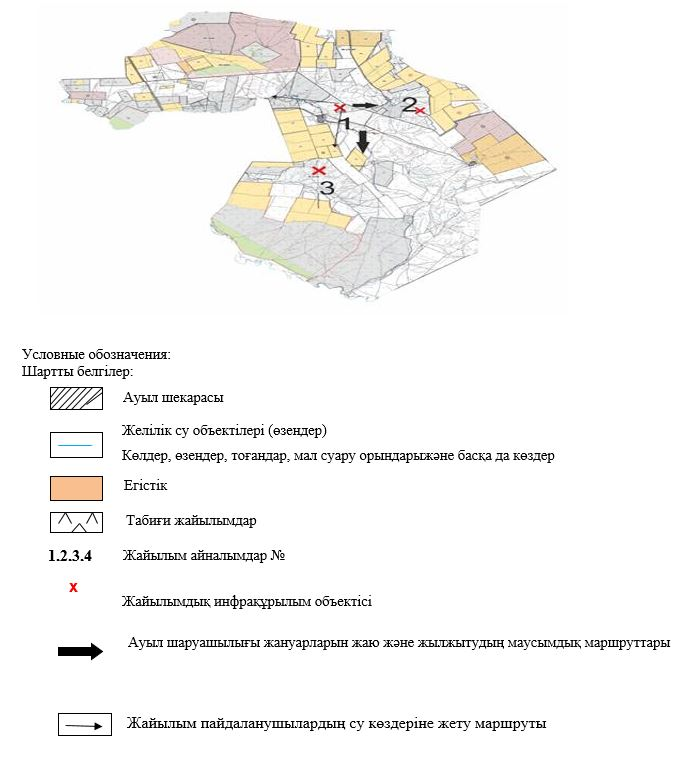 2
1
3
Условные обозначения:
Шартты белгілер:
Ауыл шекарасы
Желілік су объектілері (өзендер)
Көлдер, өзендер, тоғандар, мал суару орындарыжәне басқа да көздер
Егістік
Табиғи жайылымдар
1.2.3.4 Жайылым айналымдар №
Жайылымдық инфрақұрылым объектісі
Ауыл шаруашылығы жануарларын жаю және жылжытудың маусымдық маршруттары
Жайылым пайдаланушылардың су көздеріне жету маршруты